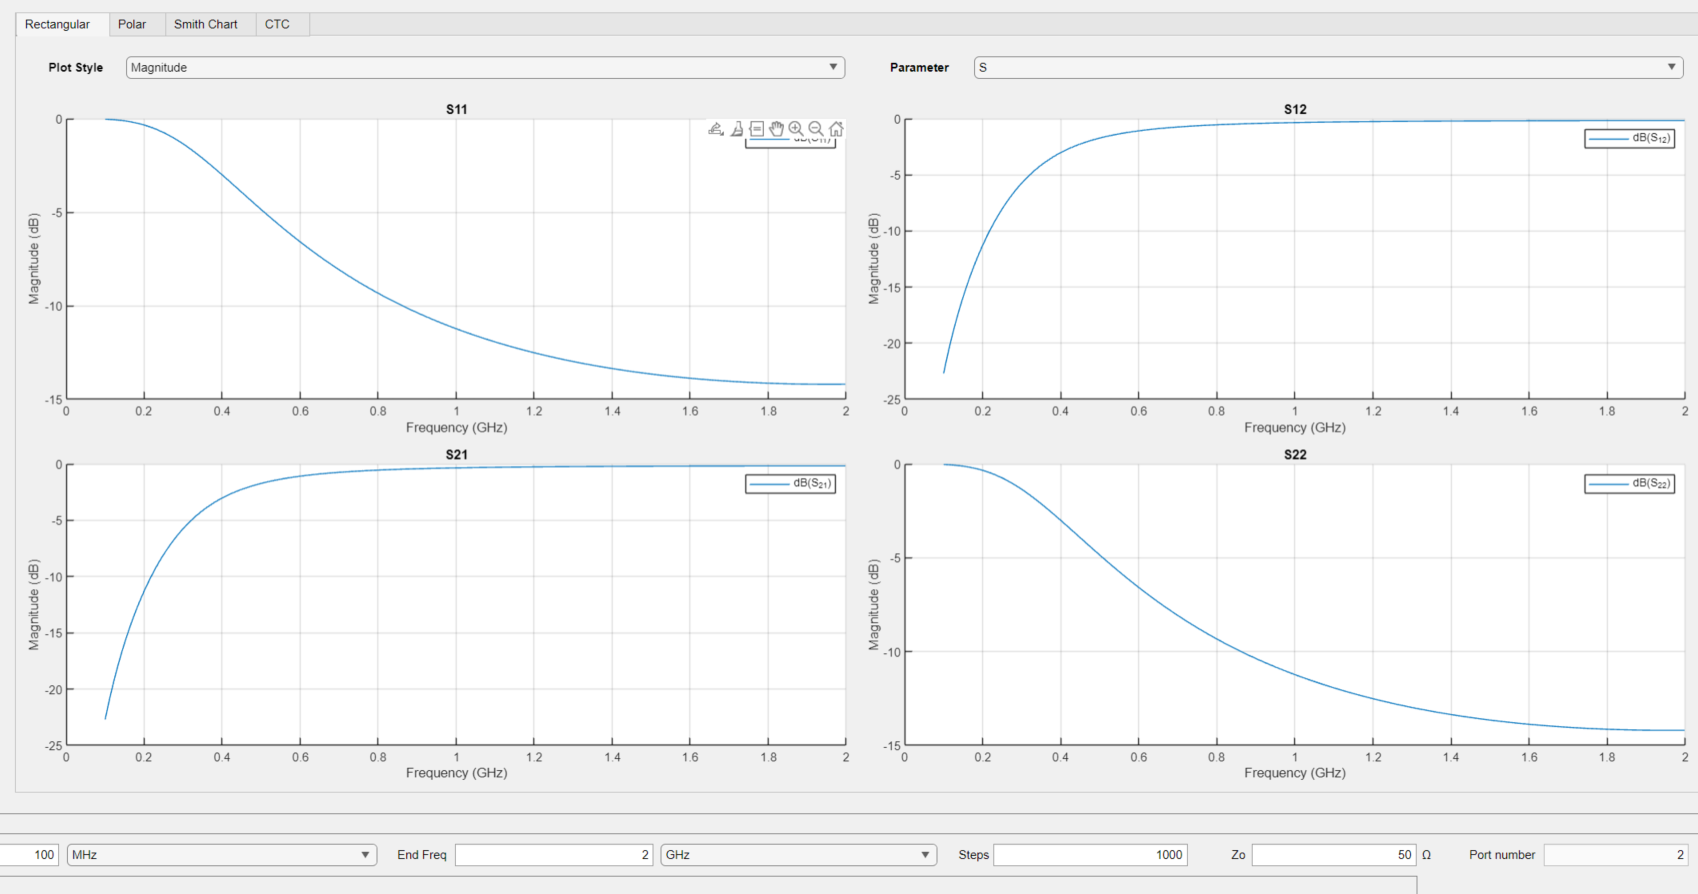 Rectangular Polar Smith Chart CTC
Plot Style Magnitude
Parameter S
S11
0
-5
-10
-15
Magnitude (dB)
dB(S11)
0 0.2 0.4 0.6 0.8 1 1.2 1.4 1.6 1.8 2
Frequency (GHz)
S12
0
-5
-10
-15
-20
-25
Magnitude (dB)
dB(S12)
0 0.2 0.4 0.6 0.8 1 1.2 1.4 1.6 1.8 2
Frequency (GHz)
S21
0
-5
-10
-15
-20
-25
Magnitude (dB)
dB(S21)
0 0.2 0.4 0.6 0.8 1 1.2 1.4 1.6 1.8 2
Frequency (GHz)
S22
0
-5
-10
-15
Magnitude (dB)
dB(S22)
0 0.2 0.4 0.6 0.8 1 1.2 1.4 1.6 1.8 2
Frequency (GHz)
100 MHz End Freq 2 GHz Steps 1000 Zo 50 Ω Port number 2